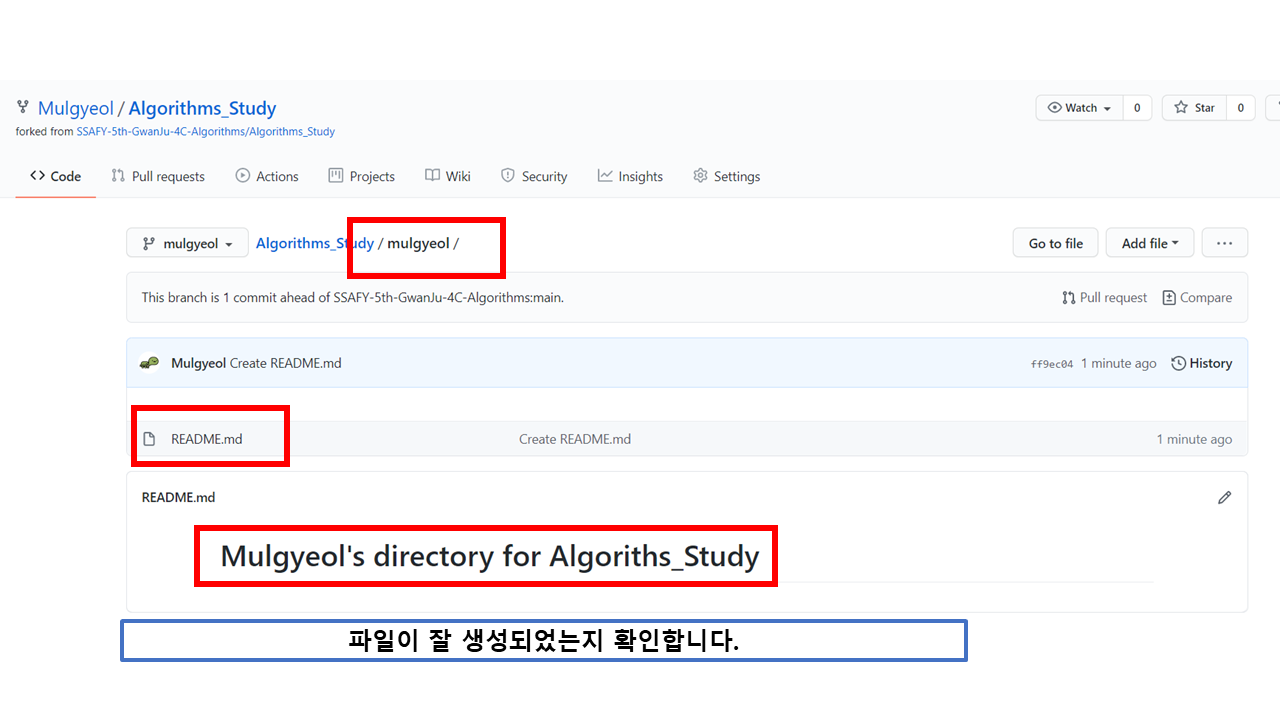 Mulgyeol / Algorithms_Study
Watch 0 Star 0
forked from SSAFY-5th-GwanJu-4C-Algorithms/Algorithms_Study
Code Pull requests Actions Projects Wiki Security Insights Settings
mulgyeol Algorithms_Study / mulgyeol / Go to file Add file ...
This branch is 1 commit ahead of SSAFY-5th-GwanJu-4C-Algorithms:main. Pull request Compare
Mulgyeol Create README.md ff9ec04 1 minute ago History
README.md Create README.md 1 minute ago
README.md
Mulgyeol's directory for Algoriths_Study
파일이 잘 생성되었는지 확인합니다.